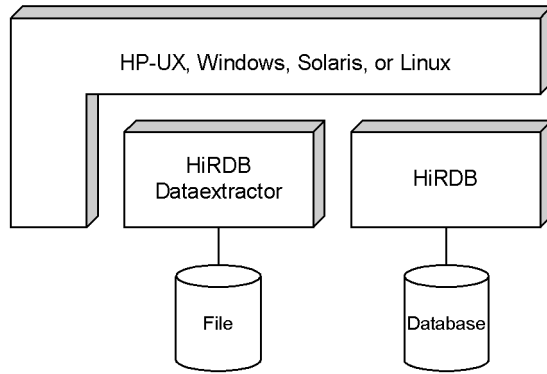 HP-UX, Windows, Solaris, or Linux
HiRDB
Dataextractor
HiRDB
File
Database